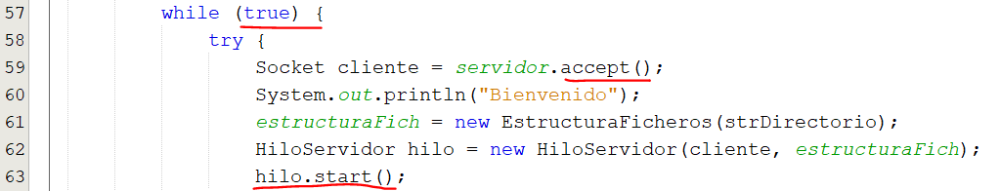 57 while (true) {
58 try {
59 Socket cliente = servidor.accept();
60 System.out.println("Bienvenido");
61 estructuraFich = new EstructuraFicheros(strDirectorio);
62 HiloServidor hilo = new HiloServidor(cliente, estructuraFich);
63 hilo.start();